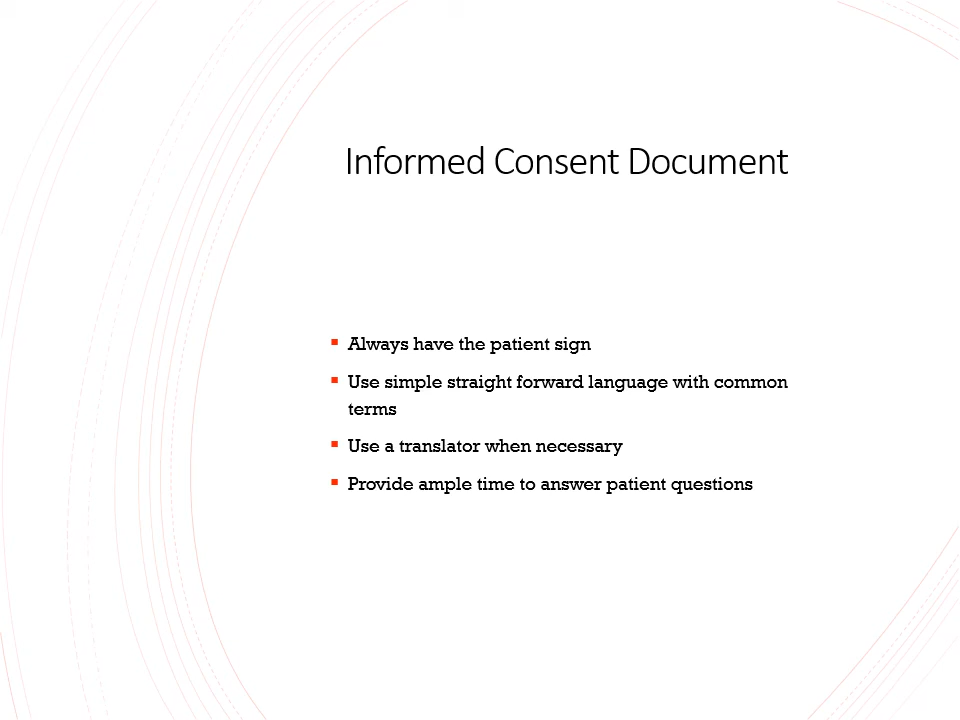 Informed Consent Document
Always have the patient sign
Use simple straight forward language with common
terms
Use a translator when necessary
Provide ample time to answer patient questions